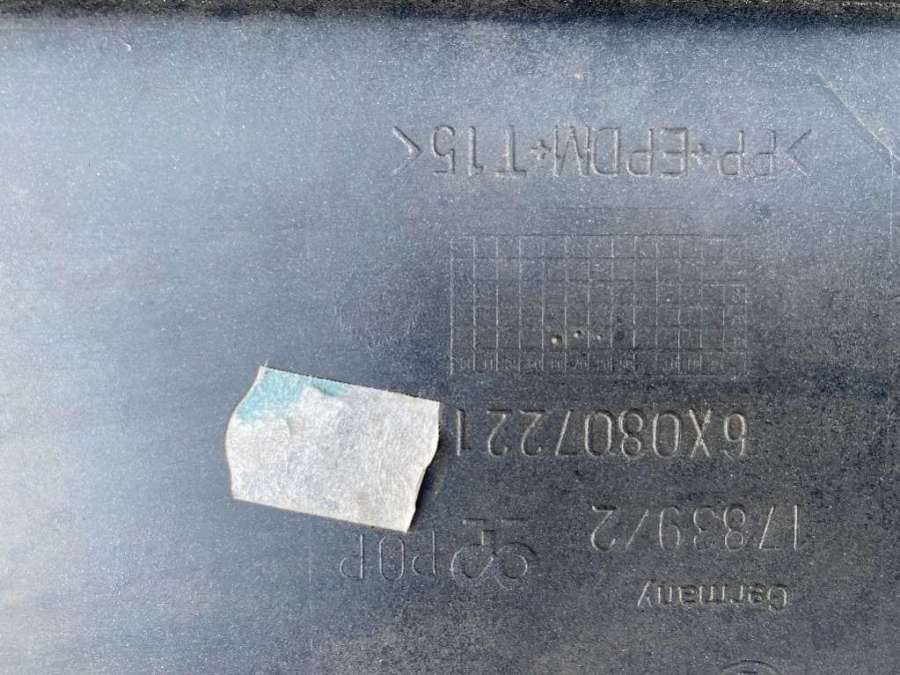 Germany
17839/2
POP
6X0807221
>PP+EPDM+T15<